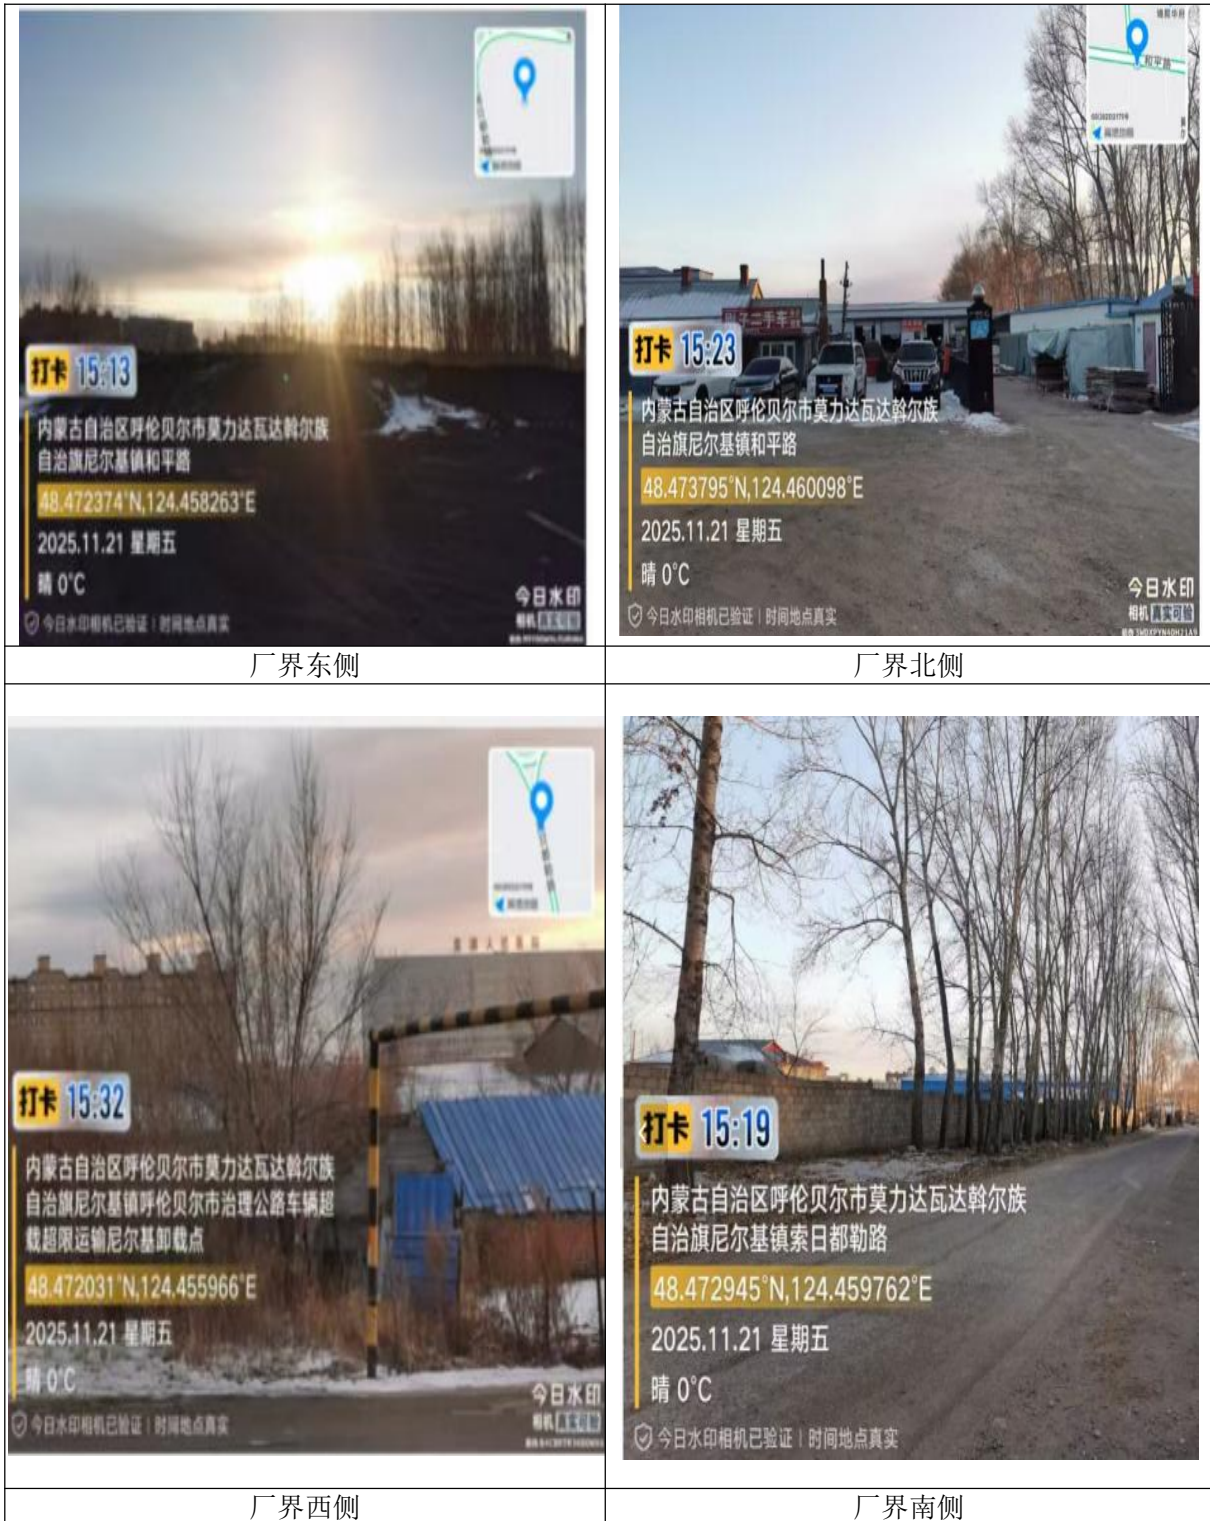 打卡 15:13
内蒙古自治区呼伦贝尔市莫力达瓦达斡尔族
自治旗尼尔基镇和平路
48.472374°N,124.458263°E
2025.11.21 星期五
晴 0°C
今日水印
相机 真实可验
今日水印相机已验证 | 时间地点真实
厂界东侧
和平路
打卡 15:23
内蒙古自治区呼伦贝尔市莫力达瓦达斡尔族
自治旗尼尔基镇和平路
48.473795°N,124.460098°E
2025.11.21 星期五
晴 0°C
今日水印
相机 真实可验
今日水印相机已验证 | 时间地点真实
厂界北侧
打卡 15:32
内蒙古自治区呼伦贝尔市莫力达瓦达斡尔族
自治旗尼尔基镇呼伦贝尔市治理公路车辆超
载超限运输尼尔基卸载点
48.472031°N,124.455966°E
2025.11.21 星期五
晴 0°C
今日水印
相机 真实可验
今日水印相机已验证 | 时间地点真实
厂界西侧
打卡 15:19
内蒙古自治区呼伦贝尔市莫力达瓦达斡尔族
自治旗尼尔基镇索日都勒路
48.472945°N,124.459762°E
2025.11.21 星期五
晴 0°C
今日水印相机已验证 | 时间地点真实
厂界南侧